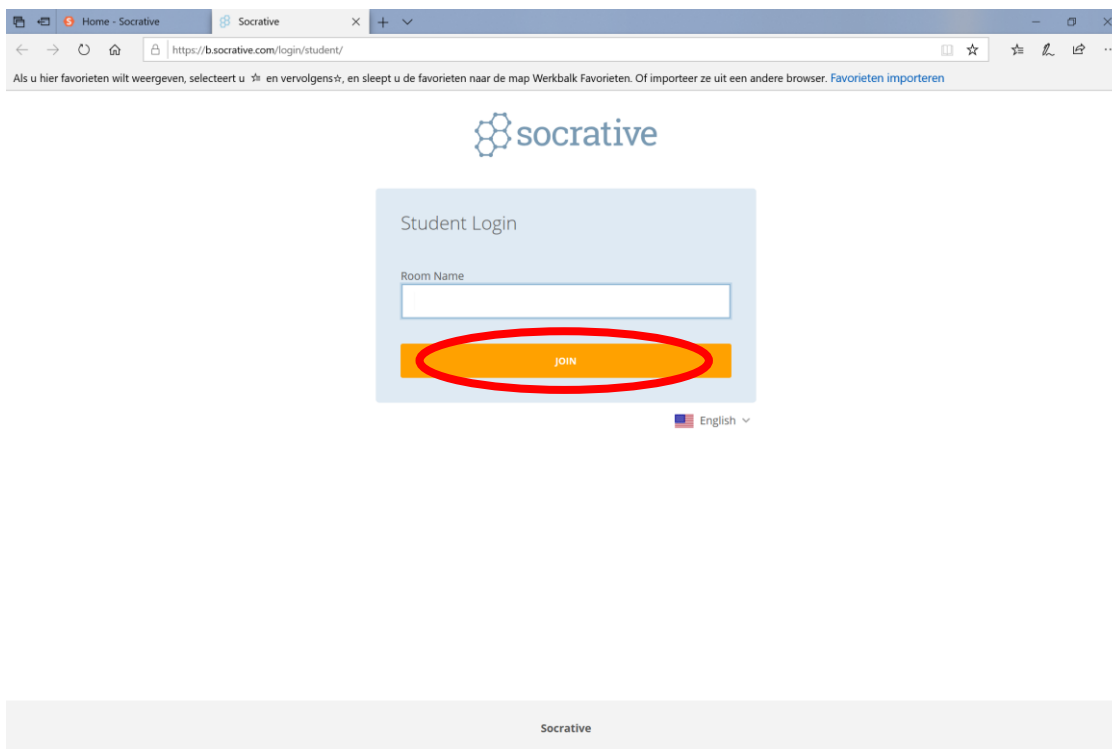 Home - Socrative
Socrative
https://b.socrative.com/login/student/
Als u hier favorieten wilt weergeven, selecteert u en vervolgens☆, en sleept u de favorieten naar de map Werkbalk Favorieten. Of importeer ze uit een andere browser. Favorieten importeren
socrative
Student Login
Room Name
JOIN
English
Socrative